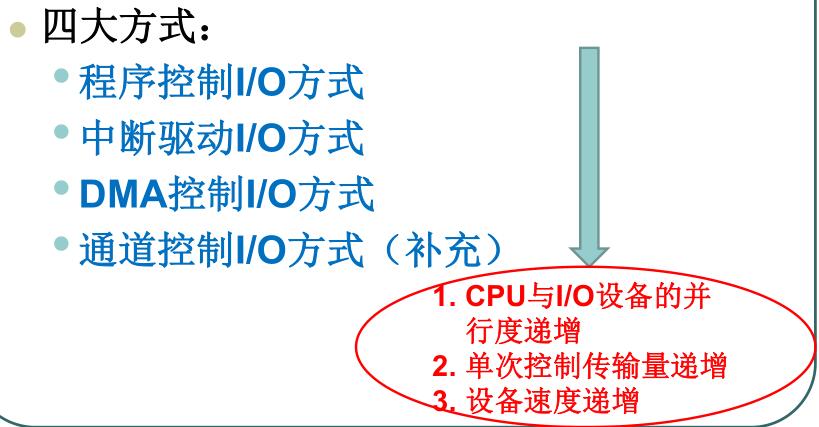 四大方式：
程序控制I/O方式
中断驱动I/O方式
DMA控制I/O方式
通道控制I/O方式（补充）
1. CPU与I/O设备的并
行度递增
2. 单次控制传输量递增
3. 设备速度递增